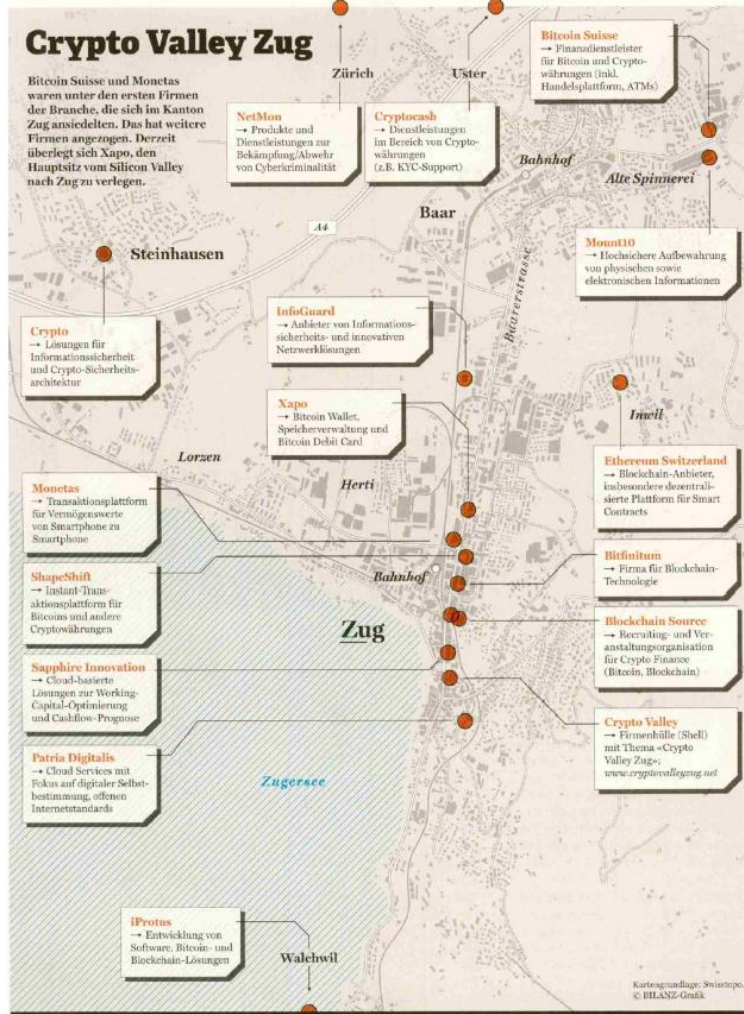 Crypto Valley Zug
Bitcoin Suisse und Monetas
waren unter den ersten Firmen
der Branche, die sich im Kanton
Zug ansiedelten. Das hat weitere
Firmen angezogen. Derzeit
überlegt sich Xapo, den
Hauptsitz vom Silicon Valley
nach Zug zu verlegen.
Zürich
Uster
Bitcoin Suisse
→ Finanzdienstleister
für Bitcoin und Crypto-
währungen (inkl.
Handelsplattform, ATMs)
NetMon
→ Produkte und
Dienstleistungen zur
Bekämpfung/Abwehr
von Cyberkriminalität
Cryptocash
→ Dienstleistungen
im Bereich von Crypto-
währungen
(z.B. KYC-Support)
Bahnhof
Alte Spinnerei
Baar
A4
Steinhausen
Mount10
→ Hochsichere Aufbewahrung
von physischen sowie
elektronischen Informationen
Baarerstrasse
InfoGuard
→ Anbieter von Informations-
sicherheits- und innovativen
Netzwerklösungen
Crypto
→ Lösungen für
Informationssicherheit
und Crypto-Sicherheits-
architektur
Xapo
→ Bitcoin Wallet,
Speicherverwaltung und
Bitcoin Debit Card
Inwil
Lorzen
Herti
Ethereum Switzerland
→ Blockchain-Anbieter,
insbesondere dezentrali-
sierte Plattform für Smart
Contracts
Monetas
→ Transaktionsplattform
für Vermögenswerte
von Smartphone zu
Smartphone
Bitfinitum
→ Firma für Blockchain-
Technologie
ShapeShift
→ Instant-Trans-
aktionsplattform für
Bitcoins und andere
Cryptowährungen
Bahnhof
Zug
Blockchain Source
→ Recruiting- und Ver-
anstaltungsorganisation
für Crypto Finance
(Bitcoin, Blockchain)
Sapphire Innovation
→ Cloud-basierte
Lösungen zur Working-
Capital-Optimierung
und Cashflow-Prognose
Crypto Valley
→ Firmenhülle (Shell)
mit Thema «Crypto
Valley Zug»;
www.cryptovalleyzug.net
Patria Digitalis
→ Cloud Services mit
Fokus auf digitaler Selbst-
bestimmung, offenen
Internetstandards
Zugersee
iProtus
→ Entwicklung von
Software, Bitcoin- und
Blockchain-Lösungen
Walchwil
Kartengrundlage: Swisstopo.
© BILANZ-Grafik